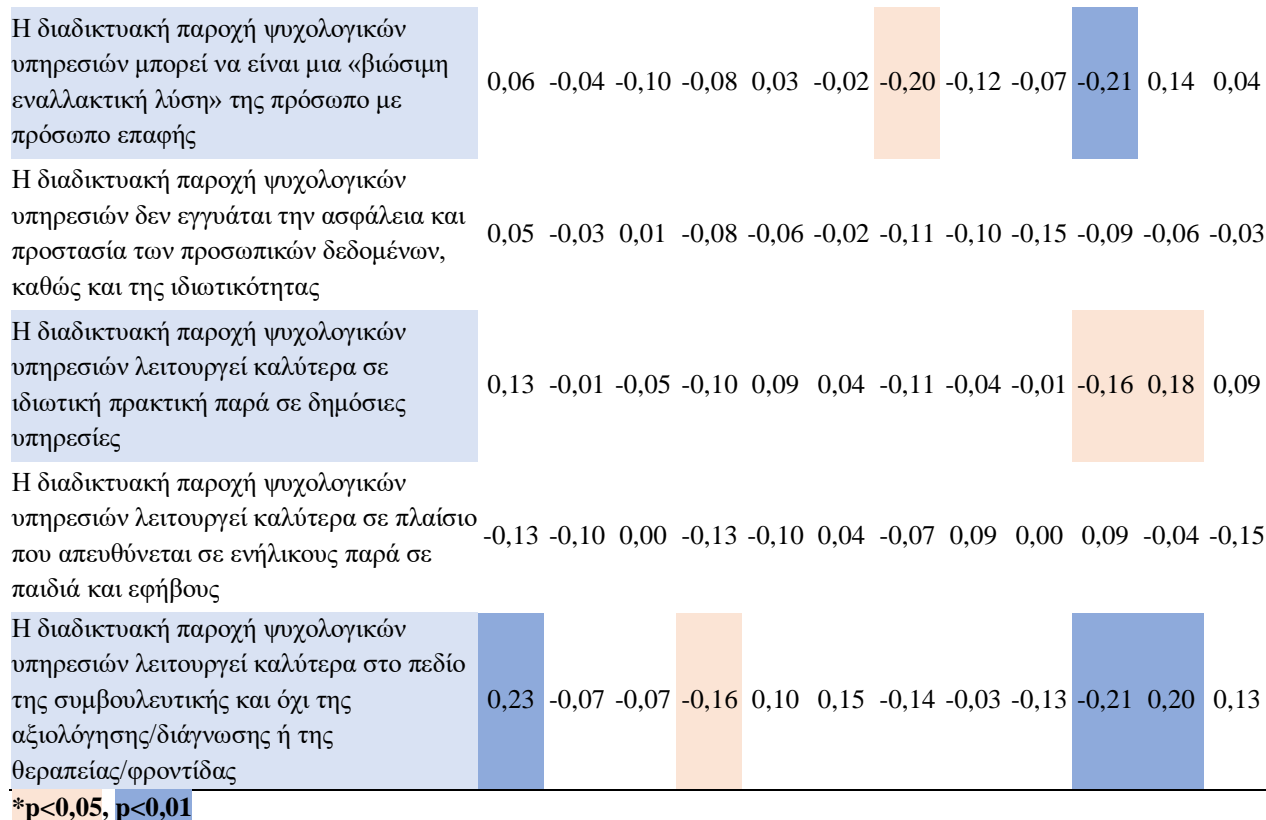 Η διαδικτυακή παροχή ψυχολογικών
υπηρεσιών μπορεί να είναι μια «βιώσιμη
εναλλακτική λύση» της πρόσωπο με
πρόσωπο επαφής
0,06 -0,04 -0,10 -0,08 0,03 -0,02 -0,20 -0,12 -0,07 -0,21 0,14 0,04
Η διαδικτυακή παροχή ψυχολογικών
υπηρεσιών δεν εγγυάται την ασφάλεια και
προστασία των προσωπικών δεδομένων,
καθώς και της ιδιωτικότητας
0,05 -0,03 0,01 -0,08 -0,06 -0,02 -0,11 -0,10 -0,15 -0,09 -0,06 -0,03
Η διαδικτυακή παροχή ψυχολογικών
υπηρεσιών λειτουργεί καλύτερα σε
ιδιωτική πρακτική παρά σε δημόσιες
υπηρεσίες
0,13 -0,01 -0,05 -0,10 0,09 0,04 -0,11 -0,04 -0,01 -0,16 0,18 0,09
Η διαδικτυακή παροχή ψυχολογικών
υπηρεσιών λειτουργεί καλύτερα σε πλαίσιο
που απευθύνεται σε ενήλικους παρά σε
παιδιά και εφήβους
-0,13 -0,10 0,00 -0,13 -0,10 0,04 -0,07 0,09 0,00 0,09 -0,04 -0,15
Η διαδικτυακή παροχή ψυχολογικών
υπηρεσιών λειτουργεί καλύτερα στο πεδίο
της συμβουλευτικής και όχι της
αξιολόγησης/διάγνωσης ή της
θεραπείας/φροντίδας
0,23 -0,07 -0,07 -0,16 0,10 0,15 -0,14 -0,03 -0,13 -0,21 0,20 0,13
*p<0,05, p<0,01